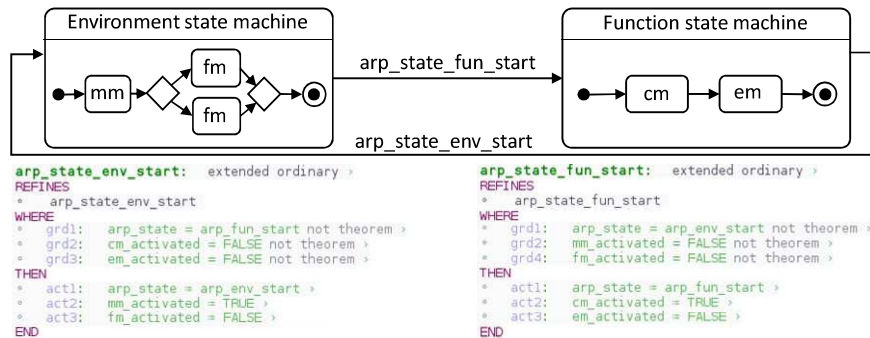 Environment state machine
Function state machine
mm
fm
fm
arp_state_fun_start
cm
em
arp_state_env_start
arp_state_env_start: extended ordinary ›
REFINES
arp_state_env_start
WHERE
grd1: arp_state = arp_fun_start not theorem ›
grd2: cm_activated = FALSE not theorem ›
grd3: em_activated = FALSE not theorem ›
THEN
act1: arp_state ≔ arp_env_start ›
act2: mm_activated ≔ TRUE ›
act3: fm_activated ≔ FALSE ›
END
arp_state_fun_start: extended ordinary ›
REFINES
arp_state_fun_start
WHERE
grd1: arp_state = arp_env_start not theorem ›
grd2: mm_activated = FALSE not theorem ›
grd4: fm_activated = FALSE not theorem ›
THEN
act1: arp_state ≔ arp_fun_start ›
act2: cm_activated ≔ TRUE ›
act3: em_activated ≔ FALSE ›
END